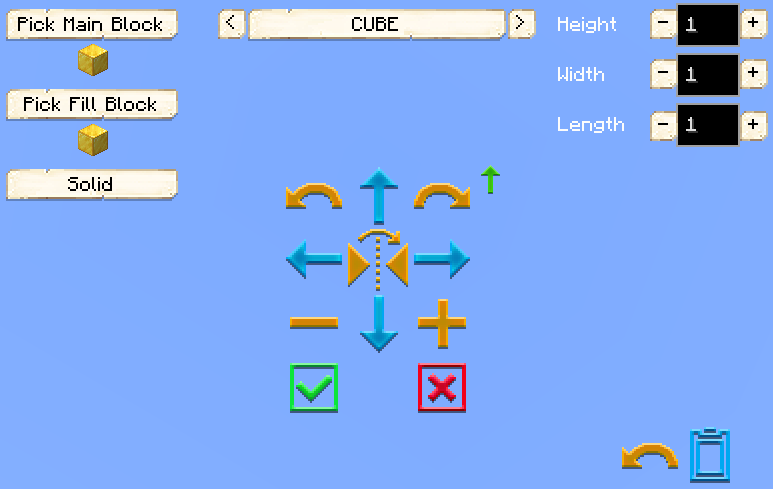 Pick Main Block
< CUBE >
Height - 1 +
Pick Fill Block
Width - 1 +
Length - 1 +
Solid